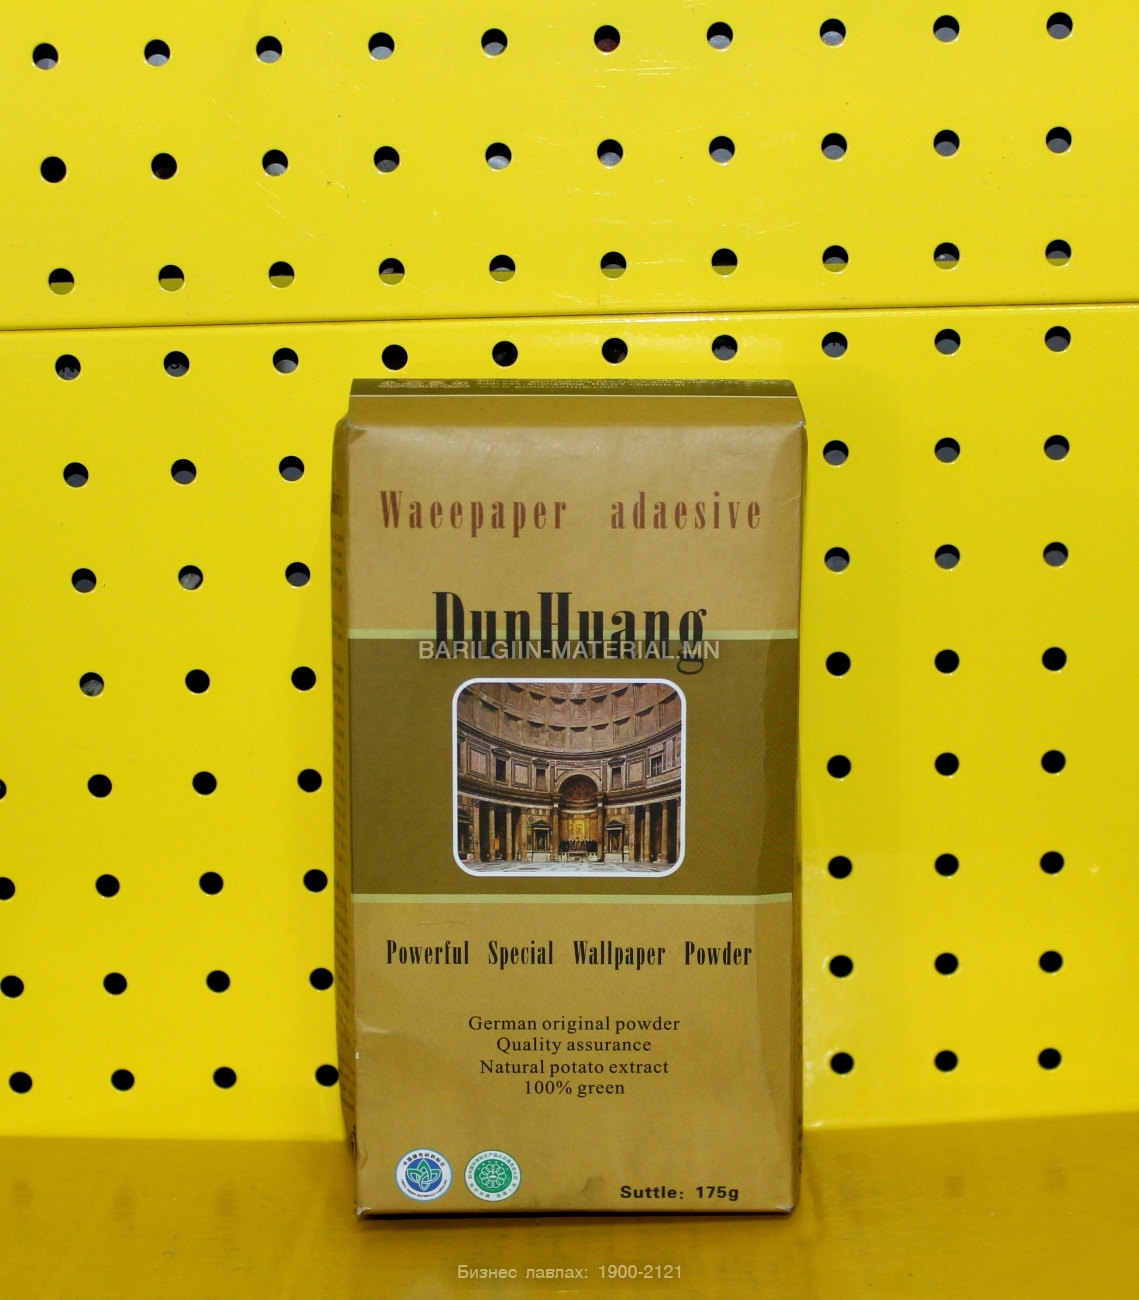 Waeepaper adaesive
DunHuang
BARILGIIN-MATERIAL.MN
Powerful Special Wallpaper Powder
German original powder
Quality assurance
Natural potato extract
100% green
Suttle: 175g
Бизнес лавлах: 1900-2121